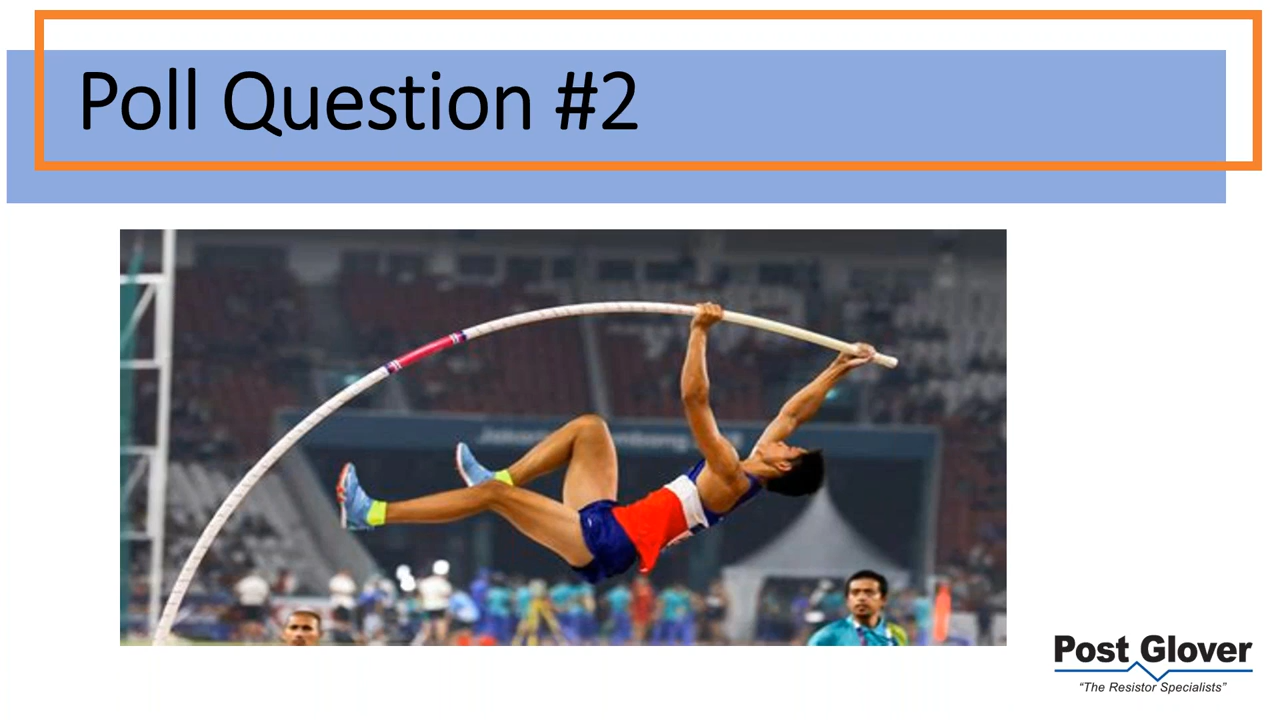 Poll Question #2
Post Glover
“The Resistor Specialists”